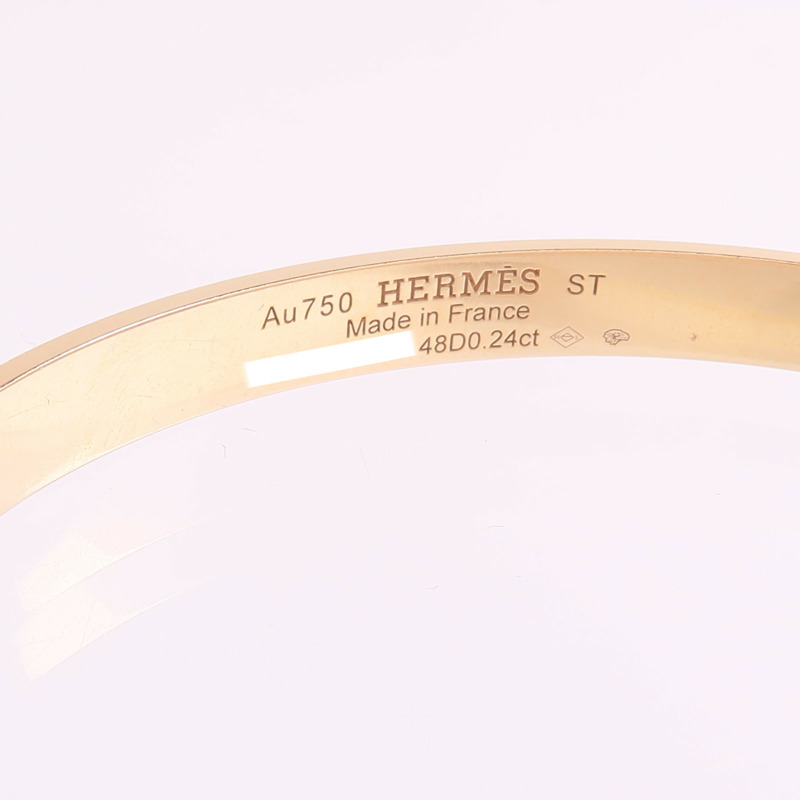 Au750 HERMÈS ST
Made in France
48D0.24ct